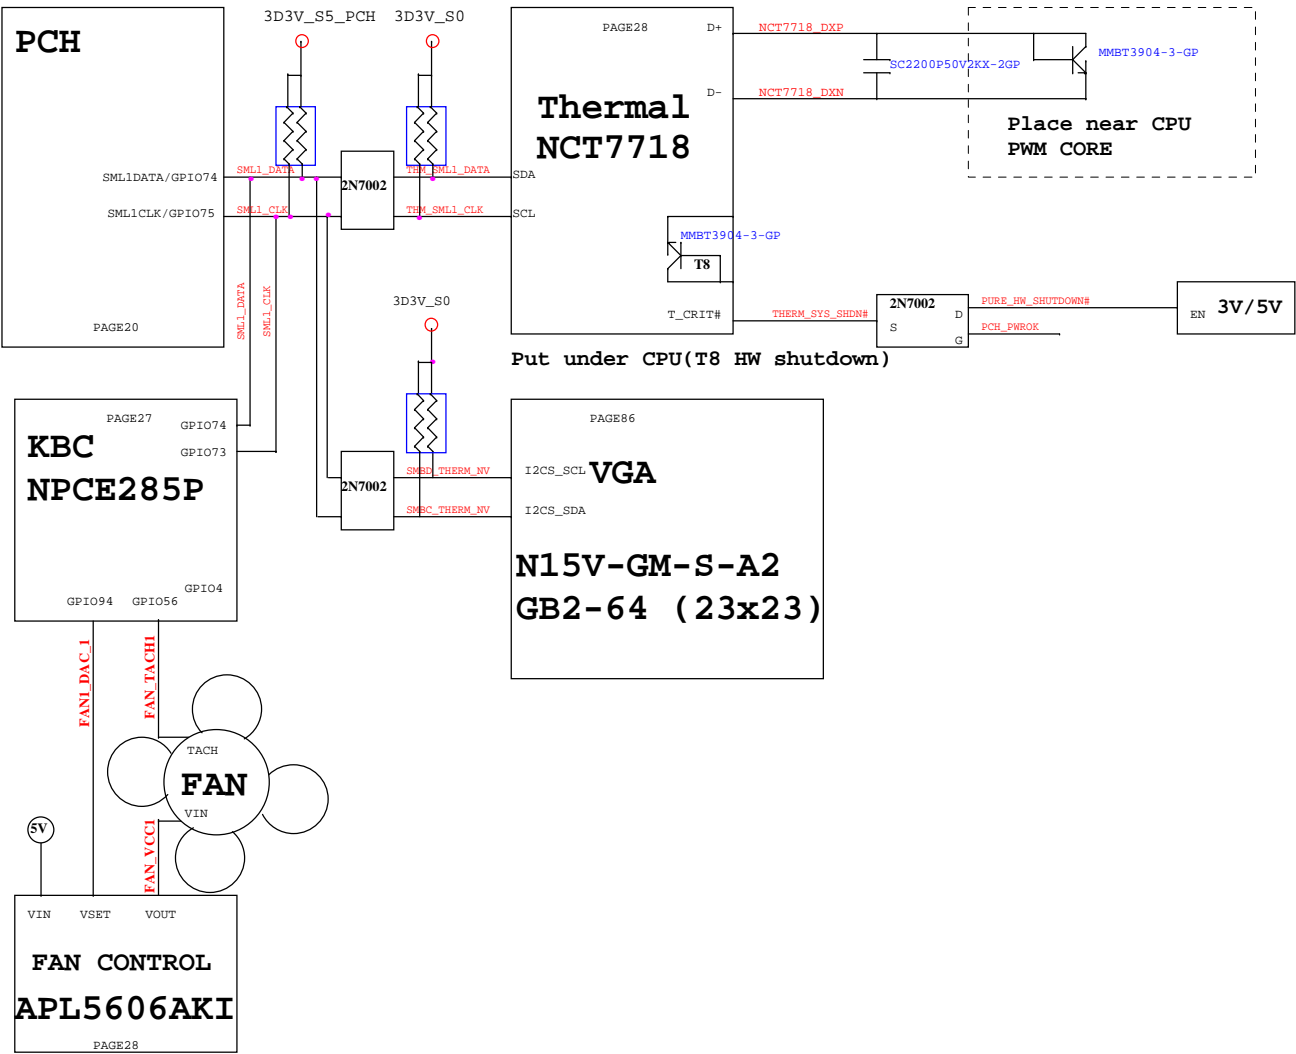 3D3V_S5_PCH
3D3V_S0
PCH
SML1DATA/GPIO74
SML1CLK/GPIO75
PAGE20
SML1_DATA
SML1_CLK
SML1_DATA
SML1_CLK
2N7002
THM_SML1_DATA
THM_SML1_CLK
PAGE28
D+
D-
Thermal
NCT7718
SDA
SCL
MMBT3904-3-GP
T8
T_CRIT#
Put under CPU(T8 HW shutdown)
NCT7718_DXP
NCT7718_DXN
SC2200P50V2KX-2GP
MMBT3904-3-GP
Place near CPU
PWM CORE
THERM_SYS_SHDN#
2N7002
S
D
G
PURE_HW_SHUTDOWN#
PCH_PWROK
EN
3V/5V
3D3V_S0
PAGE27
GPIO74
GPIO73
KBC
NPCE285P
GPIO4
GPIO94
GPIO56
2N7002
SMBD_THERM_NV
SMBC_THERM_NV
PAGE86
I2CS_SCL
VGA
I2CS_SDA
N15V-GM-S-A2
GB2-64 (23x23)
FAN1_DAC_1
FAN_TACH1
TACH
FAN
VIN
FAN_VCC1
5V
VIN
VSET
VOUT
FAN CONTROL
APL5606AKI
PAGE28